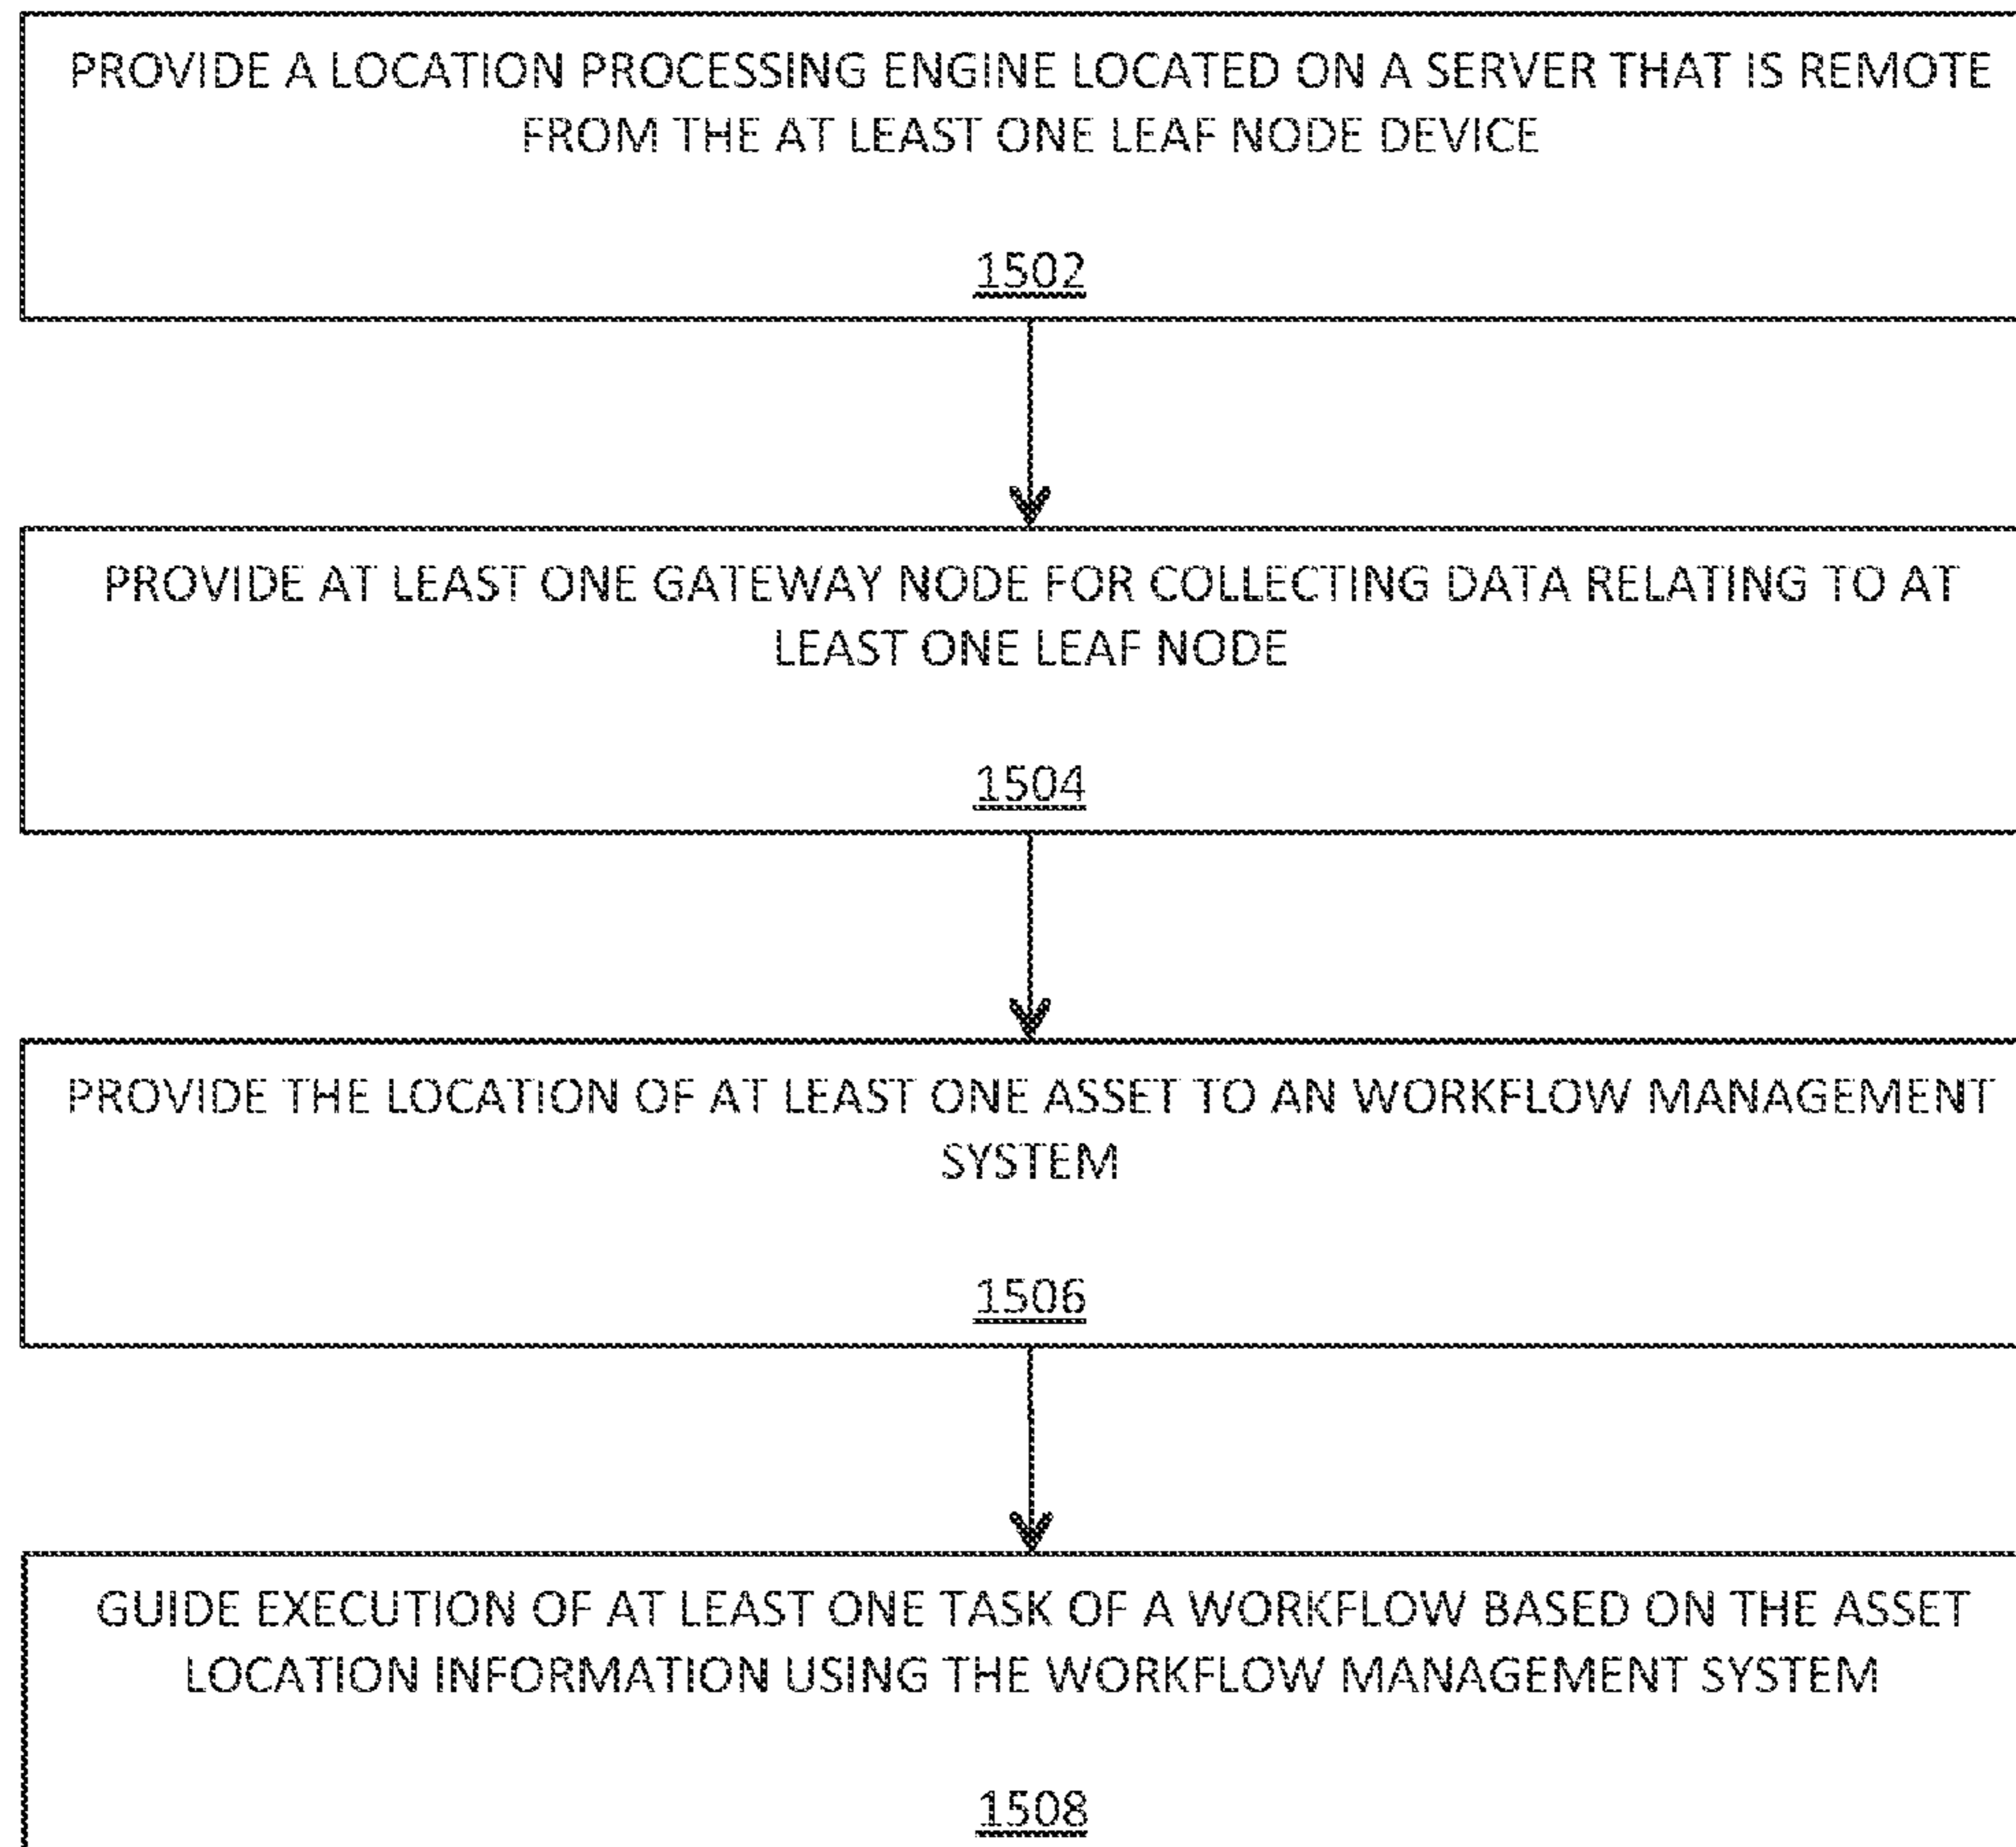 PROVIDE A LOCATION PROCESSING ENGINE LOCATED ON A SERVER THAT IS REMOTE
FROM THE AT LEAST ONE LEAF NODE DEVICE
1502
PROVIDE AT LEAST ONE GATEWAY NODE FOR COLLECTING DATA RELATING TO AT
LEAST ONE LEAF NODE
1504
PROVIDE THE LOCATION OF AT LEAST ONE ASSET TO AN WORKFLOW MANAGEMENT
SYSTEM
1506
GUIDE EXECUTION OF AT LEAST ONE TASK OF A WORKFLOW BASED ON THE ASSET
LOCATION INFORMATION USING THE WORKFLOW MANAGEMENT SYSTEM
1508